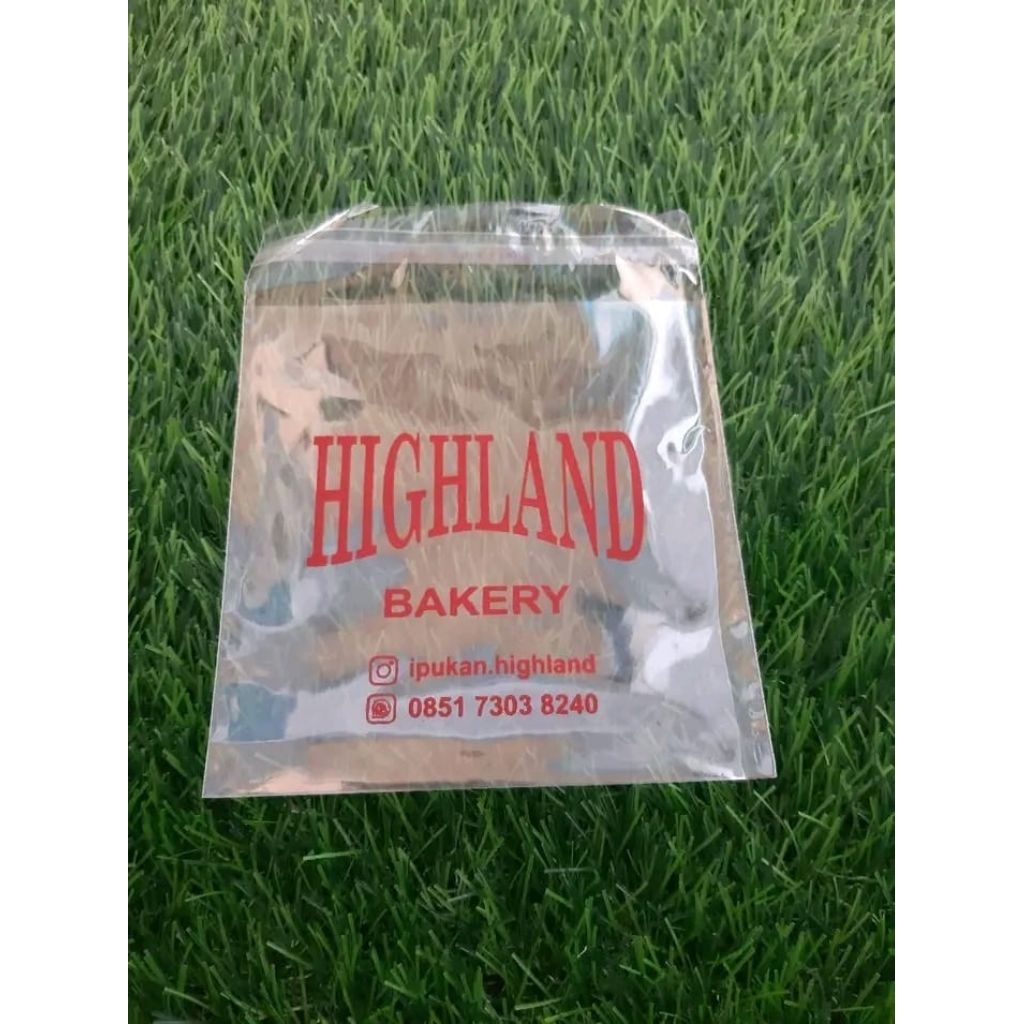 HIGHLAND
BAKERY
ipukan.highland
0851 7303 8240